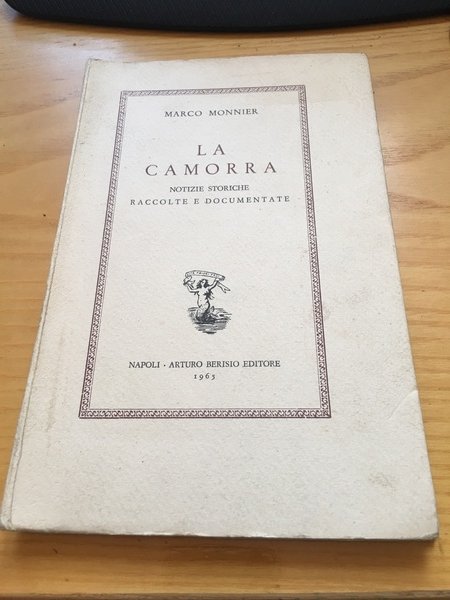 MARCO MONNIER
LA
CAMORRA
NOTIZIE STORICHE
RACCOLTE E DOCUMENTATE
NAPOLI · ARTURO BERISIO EDITORE
1965